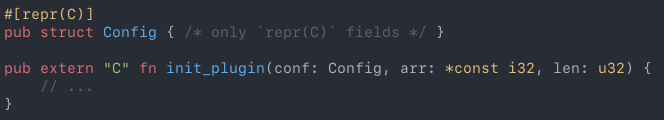 #[repr(C)]
pub struct Config { /* only `repr(C)` fields */ }

pub extern "C" fn init_plugin(conf: Config, arr: *const i32, len: u32) {
    // ...
}